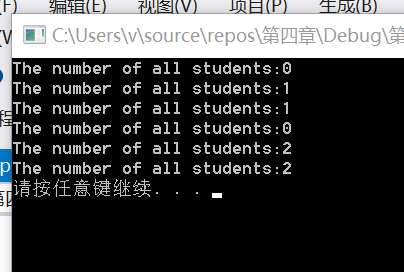 编辑(E) 视图(V) 项目(P) 生成(B)
C:\Users\v\source\repos\第四章\Debug\第
The number of all students:0
The number of all students:1
The number of all students:1
The number of all students:0
The number of all students:2
The number of all students:2
请按任意键继续. . .